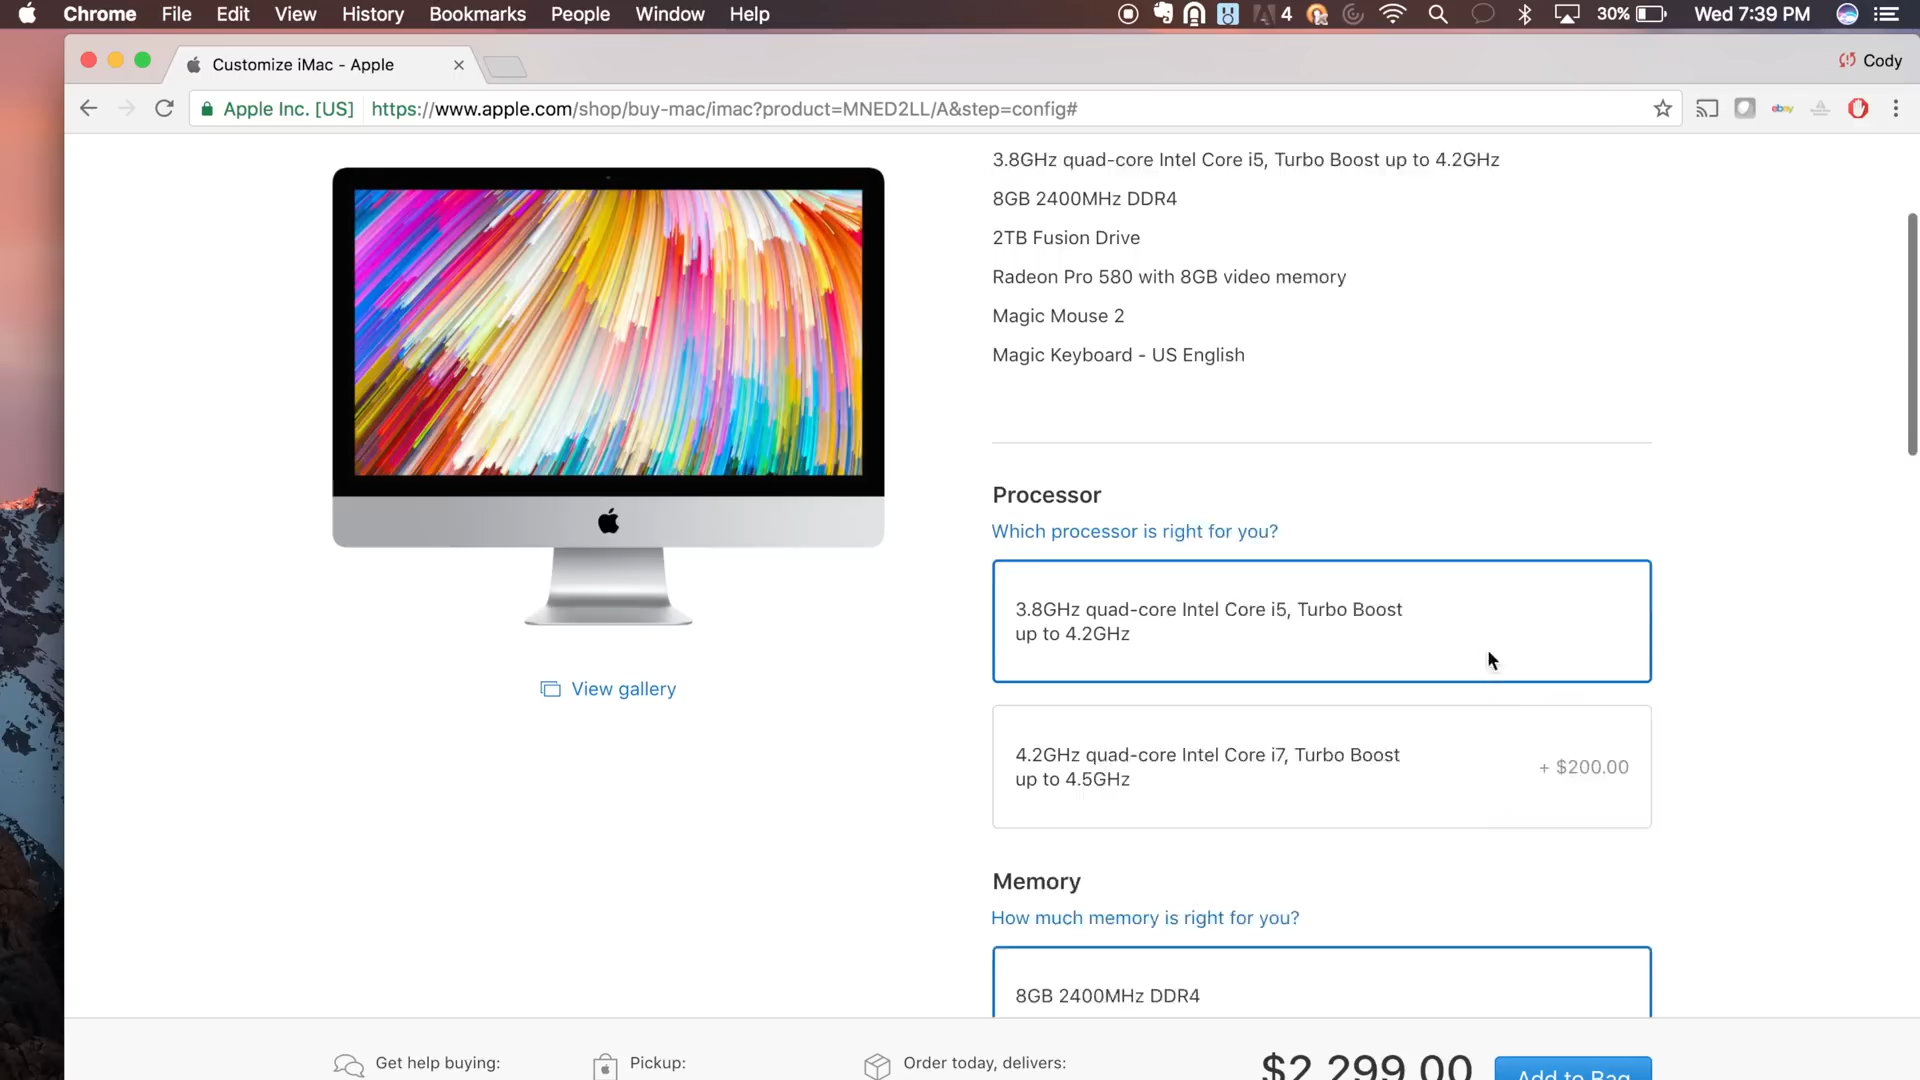 Chrome File Edit View History Bookmarks People Window Help 4 30% Wed 7:39 PM
Customize iMac - Apple
Cody
Apple Inc. [US] https://www.apple.com/shop/buy-mac/imac?product=MNED2LL/A&step=config#
ebay
3.8GHz quad-core Intel Core i5, Turbo Boost up to 4.2GHz
8GB 2400MHz DDR4
2TB Fusion Drive
Radeon Pro 580 with 8GB video memory
Magic Mouse 2
Magic Keyboard - US English
View gallery
Processor
Which processor is right for you?
3.8GHz quad-core Intel Core i5, Turbo Boost
up to 4.2GHz
4.2GHz quad-core Intel Core i7, Turbo Boost
up to 4.5GHz
+ $200.00
Memory
How much memory is right for you?
8GB 2400MHz DDR4
Get help buying:
Pickup:
Order today, delivers:
$2,299.00
Add to Bag